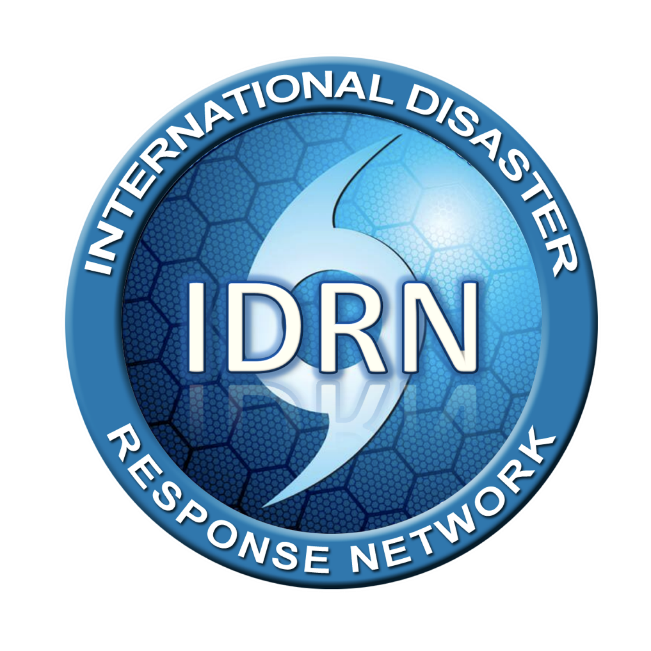 INTERNATIONAL DISASTER
IDRN
RESPONSE NETWORK